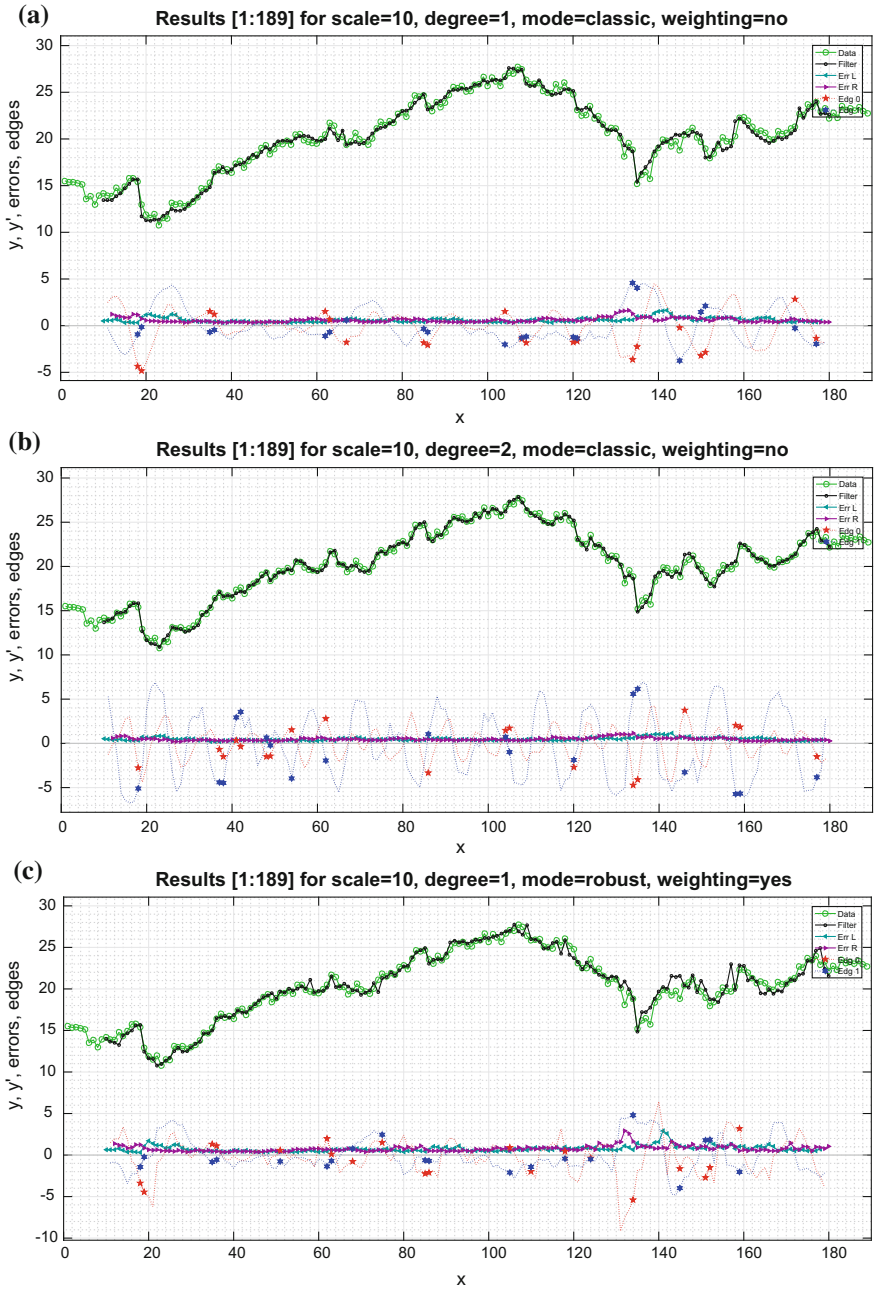 (a)
Results [1:189] for scale=10, degree=1, mode=classic, weighting=no
30
25
20
15
10
5
0
-5
y, y', errors, edges
Data
Filter
Err L
Err R
Edg 0
Edg 1
0 20 40 60 80 100 120 140 160 180
x
(b)
Results [1:189] for scale=10, degree=2, mode=classic, weighting=no
30
25
20
15
10
5
0
-5
y, y', errors, edges
Data
Filter
Err L
Err R
Edg 0
Edg 1
0 20 40 60 80 100 120 140 160 180
x
(c)
Results [1:189] for scale=10, degree=1, mode=robust, weighting=yes
30
25
20
15
10
5
0
-5
-10
y, y', errors, edges
Data
Filter
Err L
Err R
Edg 0
Edg 1
0 20 40 60 80 100 120 140 160 180
x